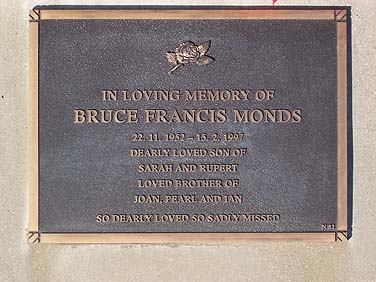 IN LOVING MEMORY OF
BRUCE FRANCIS MONDS
22. 11. 1952 – 15. 2. 1997
DEARLY LOVED SON OF
SARAH AND RUPERT
LOVED BROTHER OF
JOAN, PEARL AND IAN
SO DEARLY LOVED SO SADLY MISSED
N 82